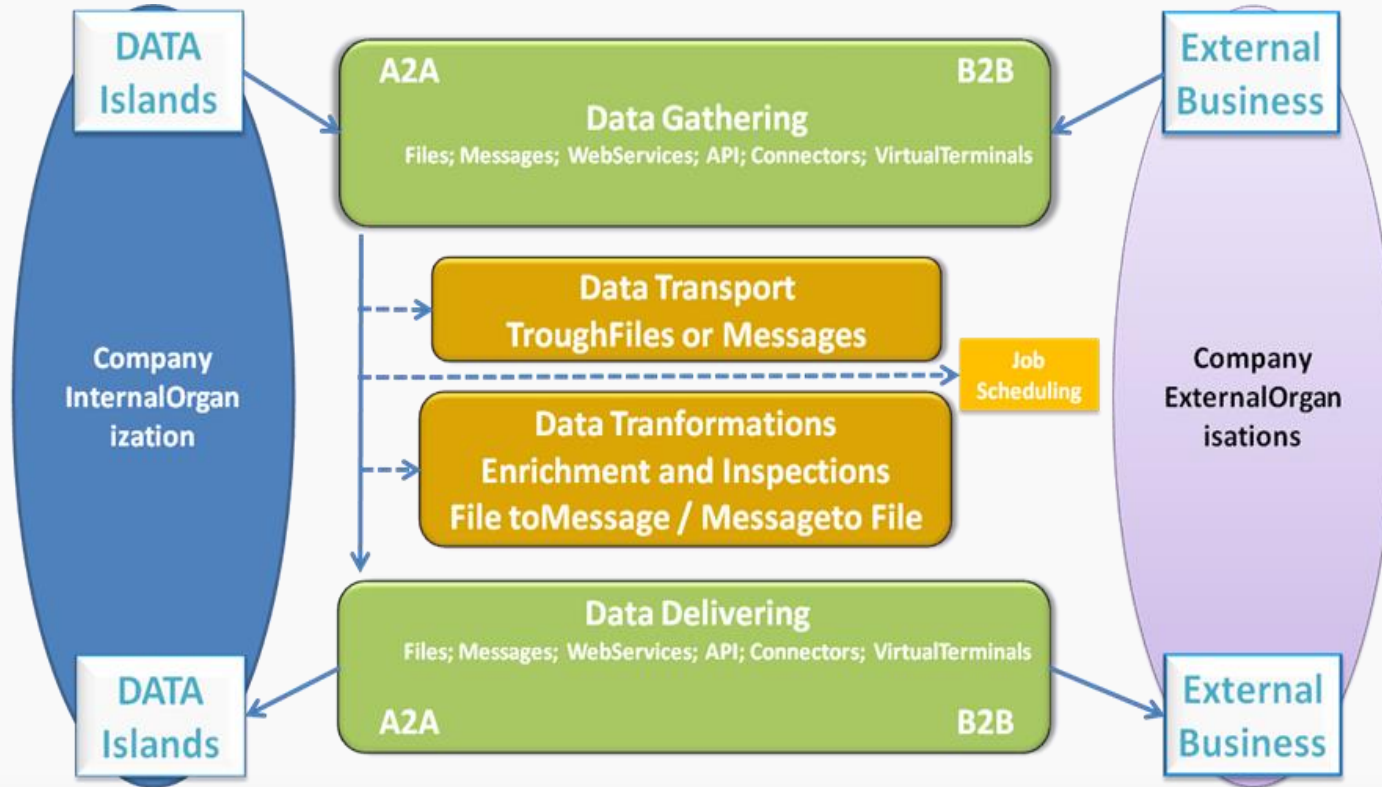 DATA
Islands
A2A
B2B
Data Gathering
Files; Messages; WebServices; API; Connectors; VirtualTerminals
External
Business
Data Transport
TroughFiles or Messages
Company
InternalOrgan
ization
Job
Scheduling
Company
ExternalOrgan
isations
Data Tranformations
Enrichment and Inspections
File toMessage / Messageto File
Data Delivering
Files; Messages; WebServices; API; Connectors; VirtualTerminals
A2A
B2B
DATA
Islands
External
Business